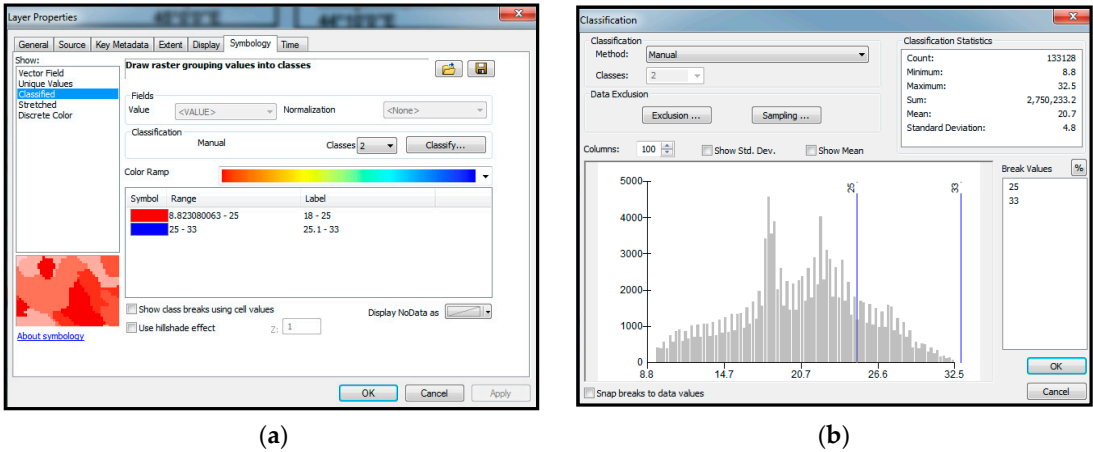 Layer Properties
General Source Key Metadata Extent Display Symbology Time
Show:
Vector Field
Unique Values
Classified
Stretched
Discrete Color
Draw raster grouping values into classes
Fields
Value <VALUE> Normalization <None>
Classification
Manual Classes 2 Classify...
Color Ramp
Symbol Range Label
8.823080063 - 25 18 - 25
25 - 33 25.1 - 33
Show class breaks using cell values
Display NoData as
Use hillshade effect Z: 1
About symbology
OK Cancel Apply
(a)
Classification
Classification
Method: Manual
Classes: 2
Data Exclusion
Exclusion ... Sampling ...
Classification Statistics
Count: 133128
Minimum: 8.8
Maximum: 32.5
Sum: 2,750,233.2
Mean: 20.7
Standard Deviation: 4.8
Columns: 100 Show Std. Dev. Show Mean
Break Values %
25
33
25 33
5000
4000
3000
2000
1000
0
8.8 14.7 20.7 26.6 32.5
Snap breaks to data values
OK
Cancel
(b)